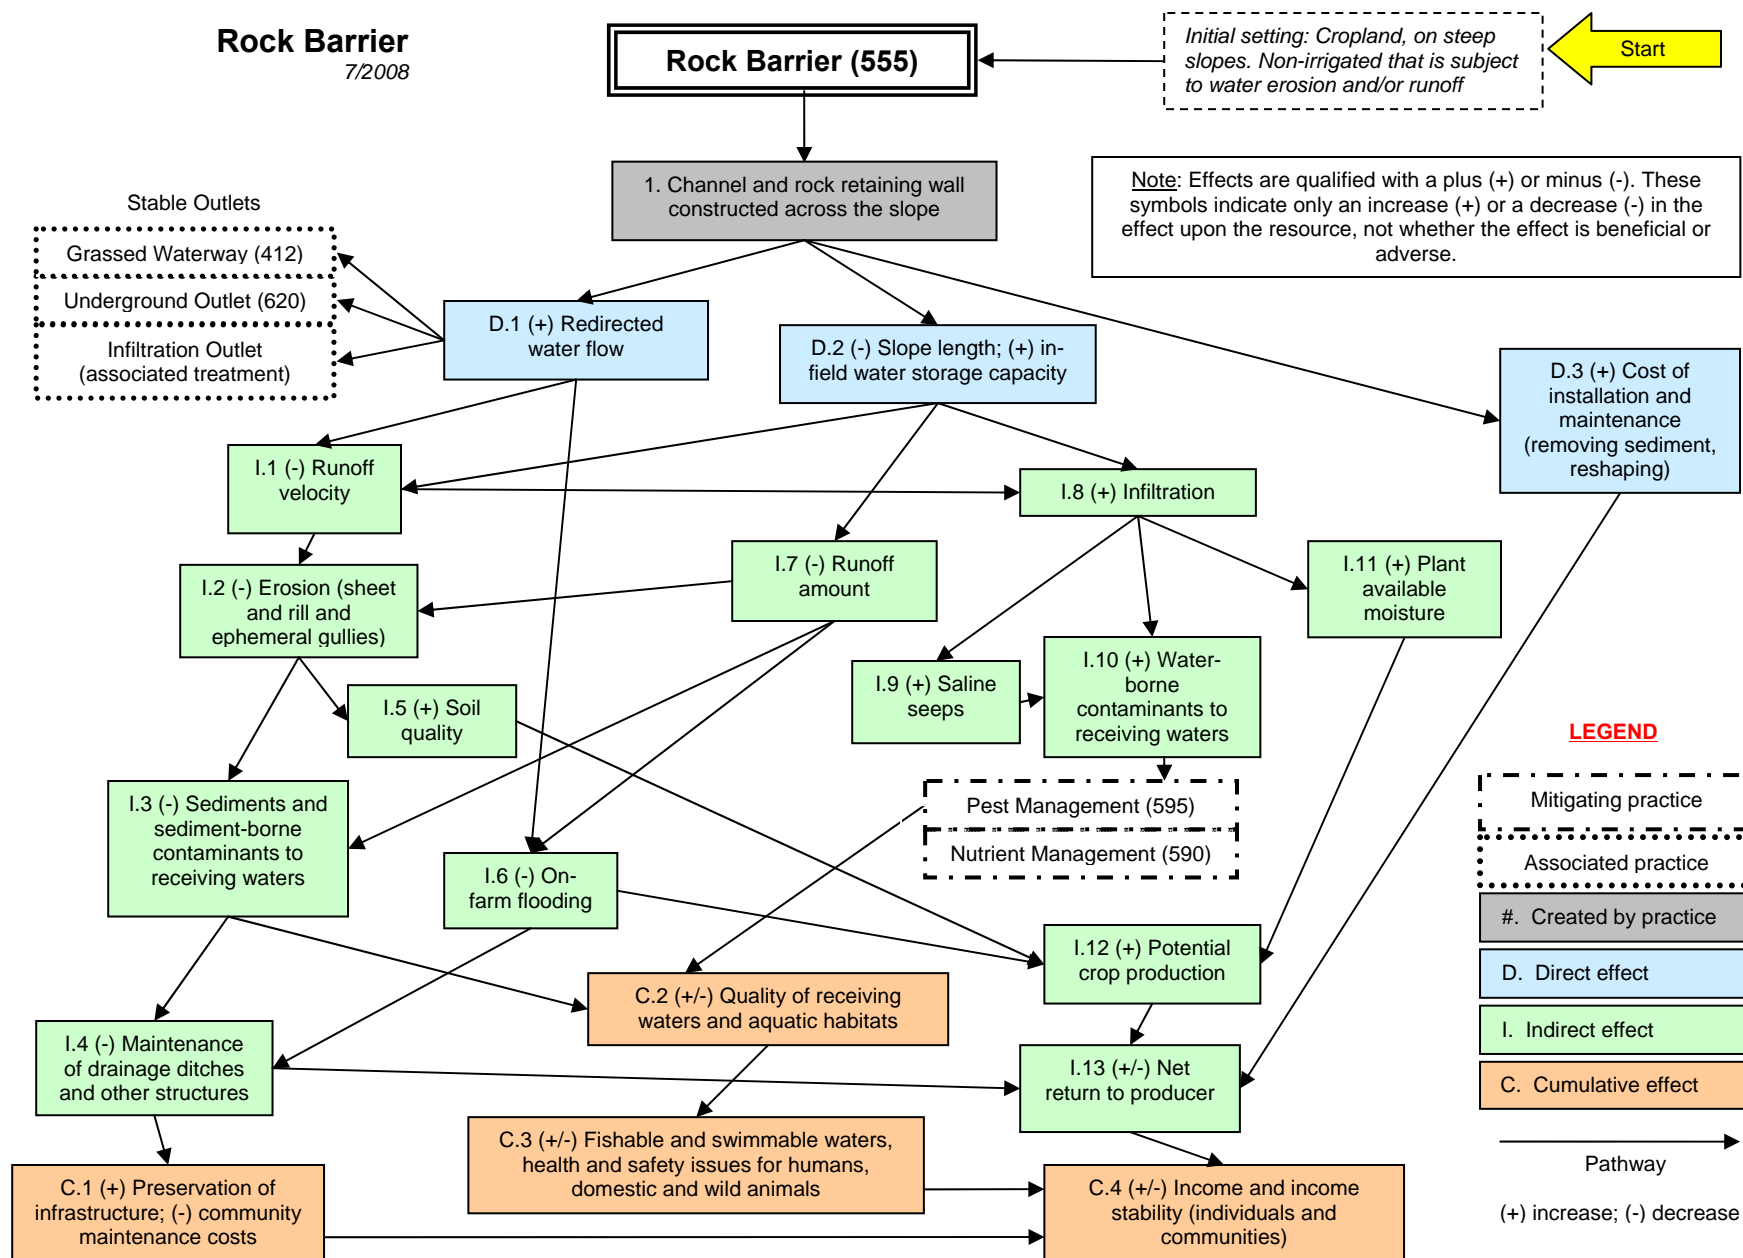 Rock Barrier
7/2008
Rock Barrier (555)
Initial setting: Cropland, on steep
slopes. Non-irrigated that is subject
to water erosion and/or runoff
Start
1. Channel and rock retaining wall
constructed across the slope
Note: Effects are qualified with a plus (+) or minus (-). These
symbols indicate only an increase (+) or a decrease (-) in the
effect upon the resource, not whether the effect is beneficial or
adverse.
Stable Outlets
Grassed Waterway (412)
Underground Outlet (620)
Infiltration Outlet
(associated treatment)
D.1 (+) Redirected
water flow
D.2 (-) Slope length; (+) in-
field water storage capacity
D.3 (+) Cost of
installation and
maintenance
(removing sediment,
reshaping)
I.1 (-) Runoff
velocity
I.8 (+) Infiltration
I.2 (-) Erosion (sheet
and rill and
ephemeral gullies)
I.7 (-) Runoff
amount
I.11 (+) Plant
available
moisture
I.5 (+) Soil
quality
I.9 (+) Saline
seeps
I.10 (+) Water-
borne
contaminants to
receiving waters
I.3 (-) Sediments and
sediment-borne
contaminants to
receiving waters
Pest Management (595)
Nutrient Management (590)
I.6 (-) On-
farm flooding
I.12 (+) Potential
crop production
C.2 (+/-) Quality of receiving
waters and aquatic habitats
I.4 (-) Maintenance
of drainage ditches
and other structures
I.13 (+/-) Net
return to producer
C.3 (+/-) Fishable and swimmable waters,
health and safety issues for humans,
domestic and wild animals
C.1 (+) Preservation of
infrastructure; (-) community
maintenance costs
C.4 (+/-) Income and income
stability (individuals and
communities)
LEGEND
Mitigating practice
Associated practice
#. Created by practice
D. Direct effect
I. Indirect effect
C. Cumulative effect
Pathway
(+) increase; (-) decrease